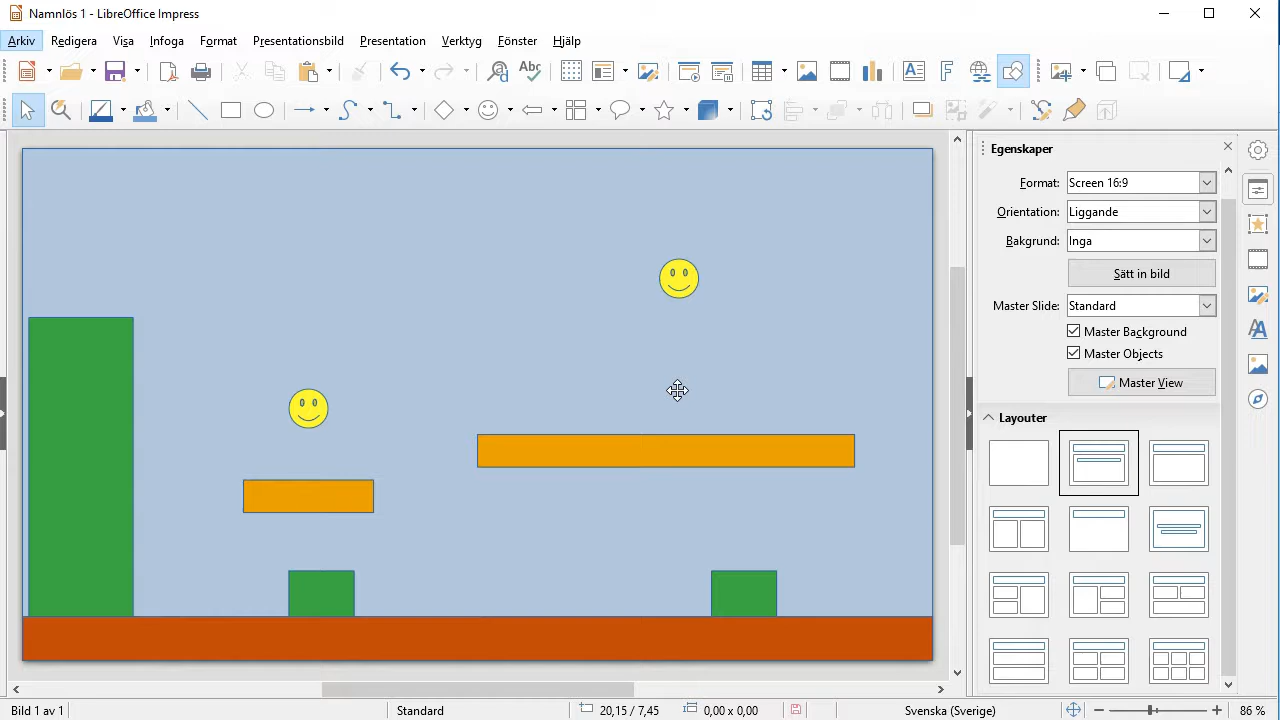 Namnlös 1 - LibreOffice Impress
Arkiv Redigera Visa Infoga Format Presentationsbild Presentation Verktyg Fönster Hjälp
Abc
Egenskaper
Format: Screen 16:9
Orientation: Liggande
Bakgrund: Inga
Sätt in bild
Master Slide: Standard
Master Background
Master Objects
Master View
Layouter
Bild 1 av 1 Standard 20,15 / 7,45 0,00 x 0,00 Svenska (Sverige) 86 %